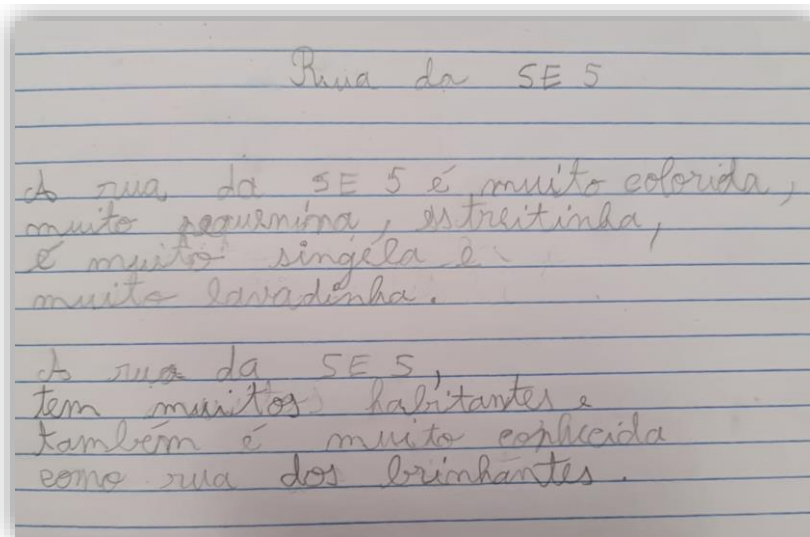 Rua da SE 5
A rua da SE 5 é muito colorida,
muito pequenina, estreitinha,
é muito singéla e
muito lavadinha.
A rua da SE 5,
tem muitos habitantes e
também é muito conhecida
como rua dos brinhantes.